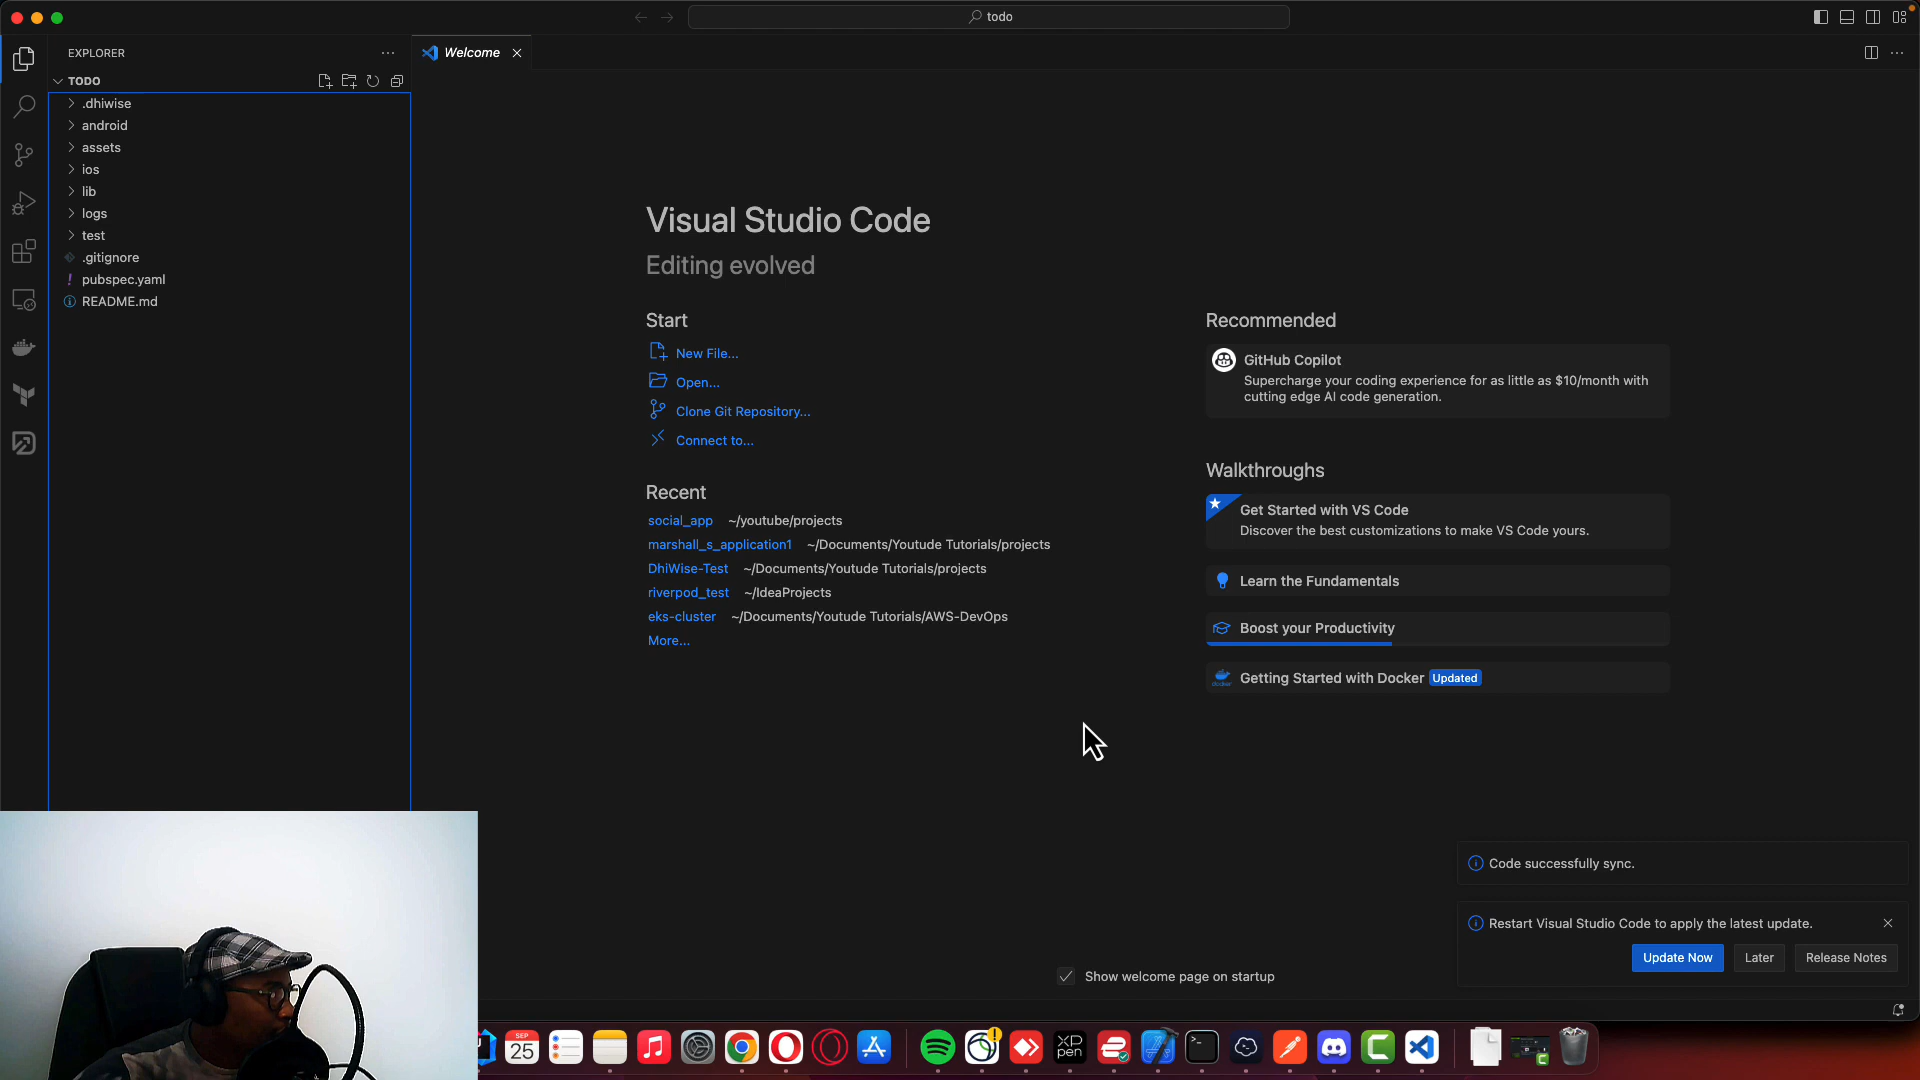 todo
EXPLORER
Welcome
TODO
.dhiwise
android
assets
ios
lib
logs
test
.gitignore
! pubspec.yaml
README.md
Visual Studio Code
Editing evolved
Start
New File...
Open...
Clone Git Repository...
Connect to...
Recent
social_app ~/youtube/projects
marshall_s_application1 ~/Documents/Youtude Tutorials/projects
DhiWise-Test ~/Documents/Youtude Tutorials/projects
riverpod_test ~/IdeaProjects
eks-cluster ~/Documents/Youtude Tutorials/AWS-DevOps
More...
Recommended
GitHub Copilot
Supercharge your coding experience for as little as $10/month with
cutting edge AI code generation.
Walkthroughs
Get Started with VS Code
Discover the best customizations to make VS Code yours.
Learn the Fundamentals
Boost your Productivity
Getting Started with Docker Updated
Code successfully sync.
Restart Visual Studio Code to apply the latest update.
Update Now
Later
Release Notes
Show welcome page on startup
SEP
25
XP
pen